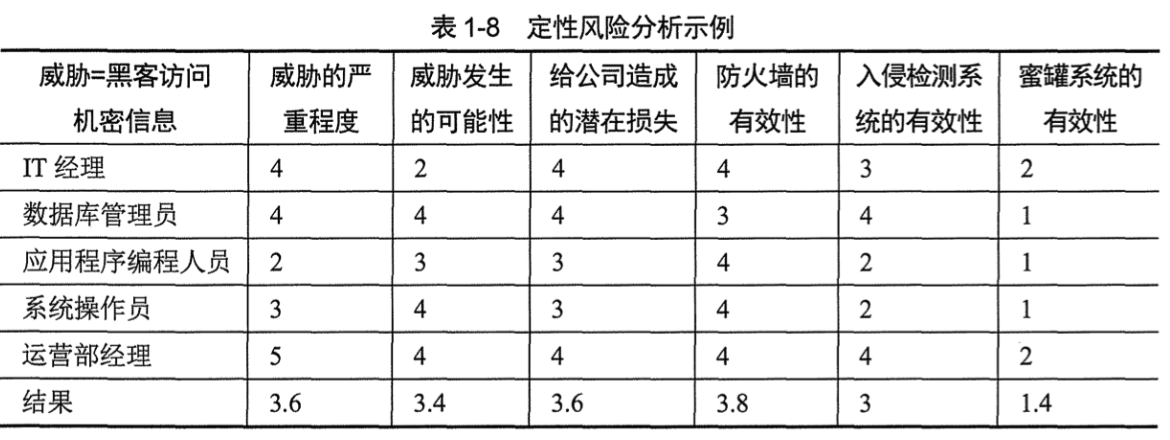 表 1-8 定性风险分析示例
威胁=黑客访问机密信息 威胁的严重程度 威胁发生的可能性 给公司造成的潜在损失 防火墙的有效性 入侵检测系统的有效性 蜜罐系统的有效性
IT 经理 4 2 4 4 3 2
数据库管理员 4 4 4 3 4 1
应用程序编程人员 2 3 3 4 2 1
系统操作员 3 4 3 4 2 1
运营部经理 5 4 4 4 4 2
结果 3.6 3.4 3.6 3.8 3 1.4